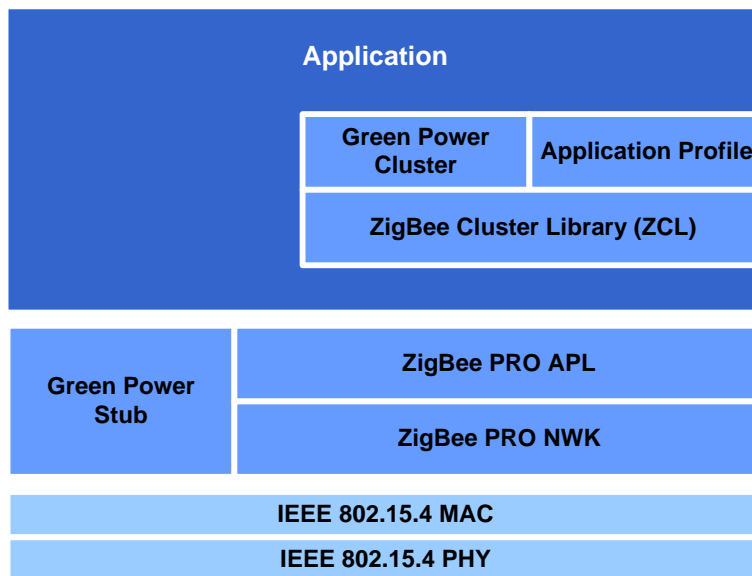 Application
Green Power
Cluster
Application Profile
ZigBee Cluster Library (ZCL)
Green Power
Stub
ZigBee PRO APL
ZigBee PRO NWK
IEEE 802.15.4 MAC
IEEE 802.15.4 PHY